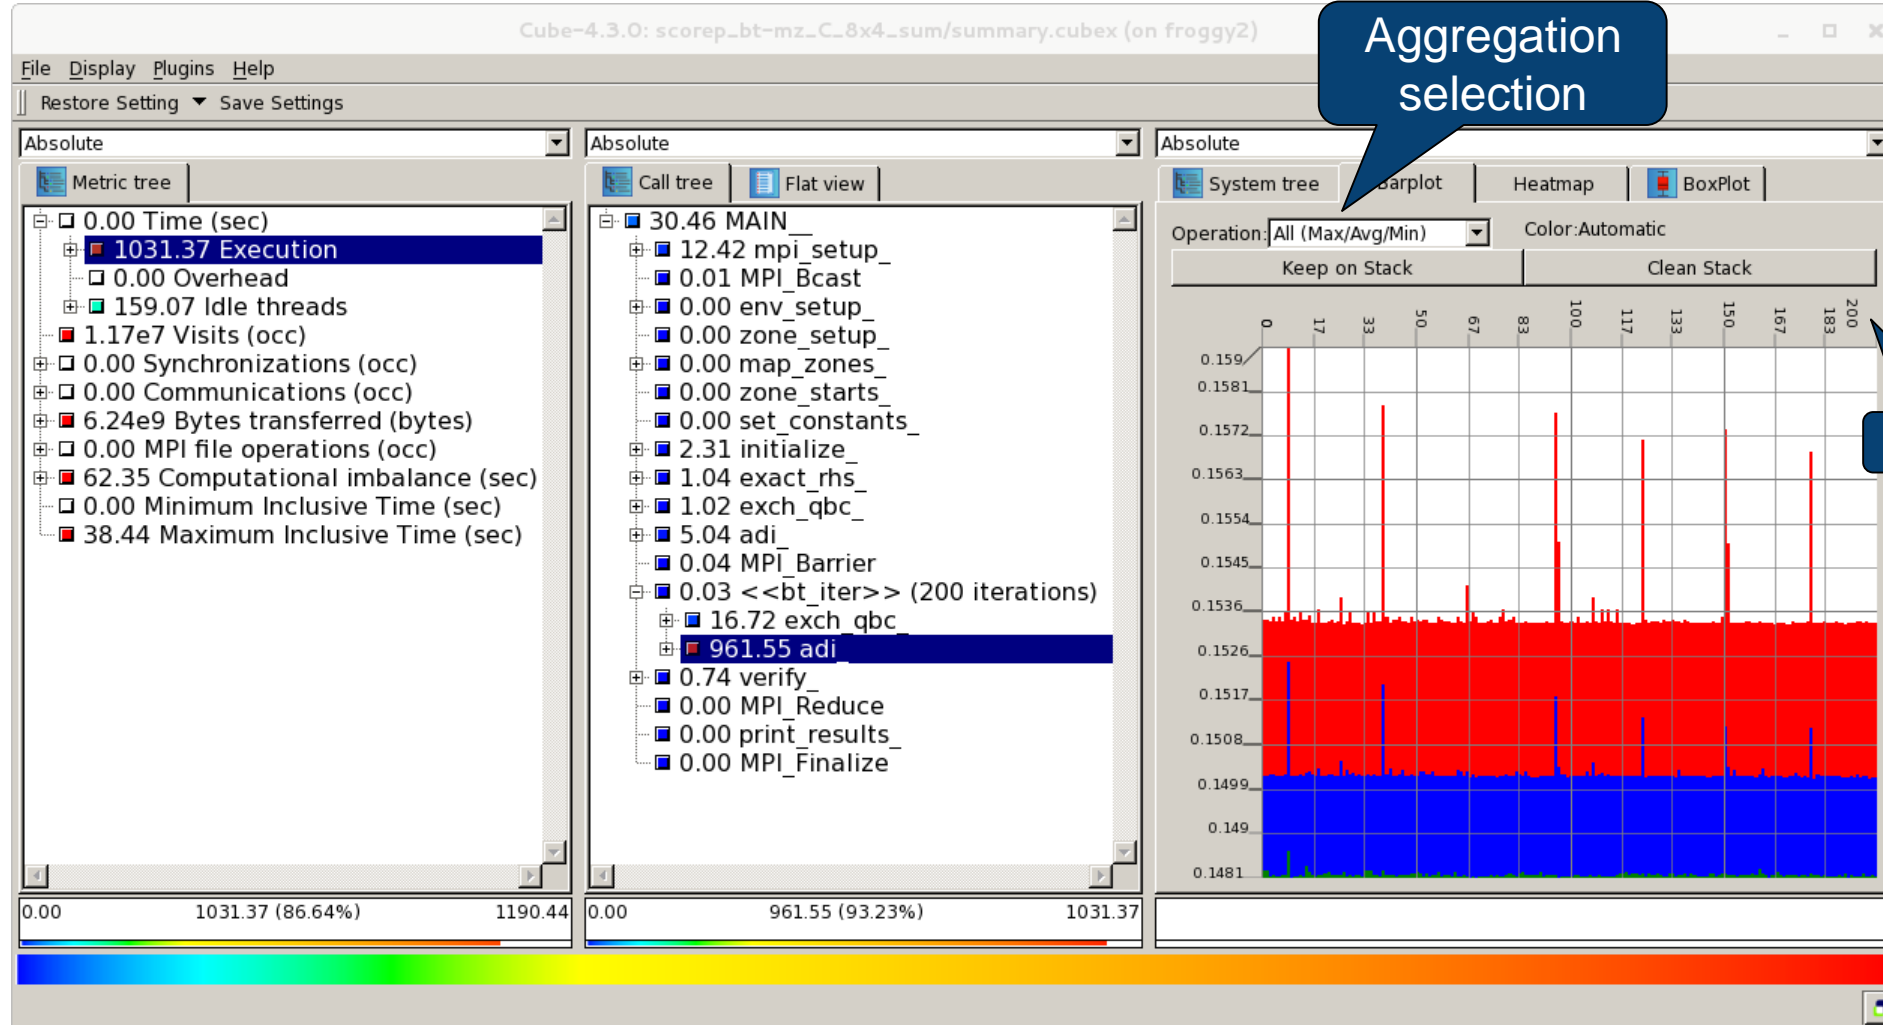 Cube-4.3.0: scorep_bt-mz_C_8x4_sum/summary.cubex (on froggy2)
Aggregation
selection
File Display Plugins Help
Restore Setting Save Settings
Absolute
Metric tree
0.00 Time (sec)
1031.37 Execution
0.00 Overhead
159.07 Idle threads
1.17e7 Visits (occ)
0.00 Synchronizations (occ)
0.00 Communications (occ)
6.24e9 Bytes transferred (bytes)
0.00 MPI file operations (occ)
62.35 Computational imbalance (sec)
0.00 Minimum Inclusive Time (sec)
38.44 Maximum Inclusive Time (sec)
0.00 1031.37 (86.64%) 1190.44
Absolute
Call tree Flat view
30.46 MAIN__
12.42 mpi_setup_
0.01 MPI_Bcast
0.00 env_setup_
0.00 zone_setup_
0.00 map_zones_
0.00 zone_starts_
0.00 set_constants_
2.31 initialize_
1.04 exact_rhs_
1.02 exch_qbc_
5.04 adi_
0.04 MPI_Barrier
0.03 <<bt_iter>> (200 iterations)
16.72 exch_qbc_
961.55 adi_
0.74 verify_
0.00 MPI_Reduce
0.00 print_results_
0.00 MPI_Finalize
0.00 961.55 (93.23%) 1031.37
Absolute
System tree Barplot Heatmap BoxPlot
Operation: All (Max/Avg/Min) Color:Automatic
Keep on Stack Clean Stack
0 17 33 50 67 83 100 117 133 150 167 183 200
0.159
0.1581
0.1572
0.1563
0.1554
0.1545
0.1536
0.1526
0.1517
0.1508
0.1499
0.149
0.1481